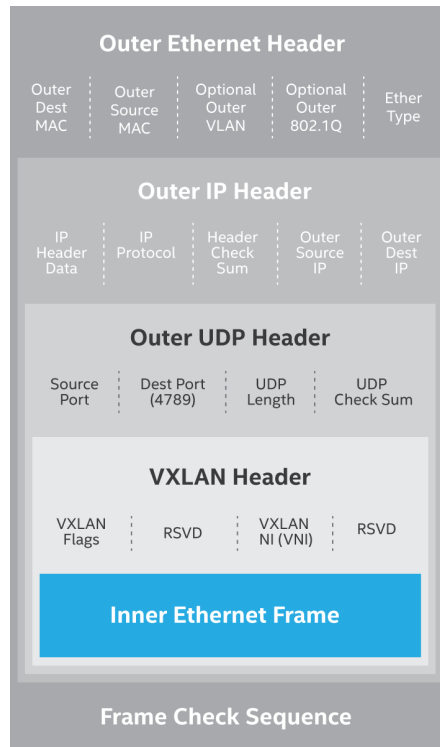 Outer Ethernet Header
Outer Dest MAC
Outer Source MAC
Optional Outer VLAN
Optional Outer 802.1Q
Ether Type
Outer IP Header
IP Header Data
IP Protocol
Header Check Sum
Outer Source IP
Outer Dest IP
Outer UDP Header
Source Port
Dest Port (4789)
UDP Length
UDP Check Sum
VXLAN Header
VXLAN Flags
RSVD
VXLAN NI (VNI)
RSVD
Inner Ethernet Frame
Frame Check Sequence